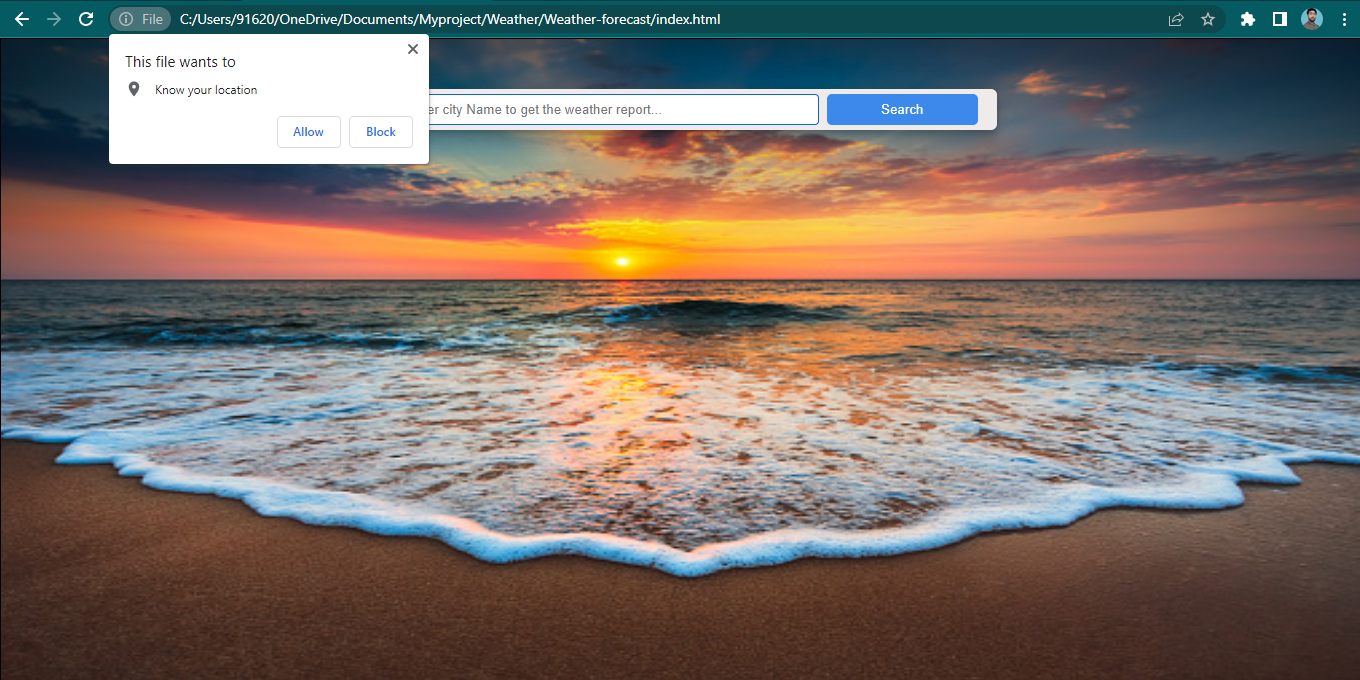 File C:/Users/91620/OneDrive/Documents/Myproject/Weather/Weather-forecast/index.html
This file wants to
Know your location
Allow Block
er city Name to get the weather report... Search